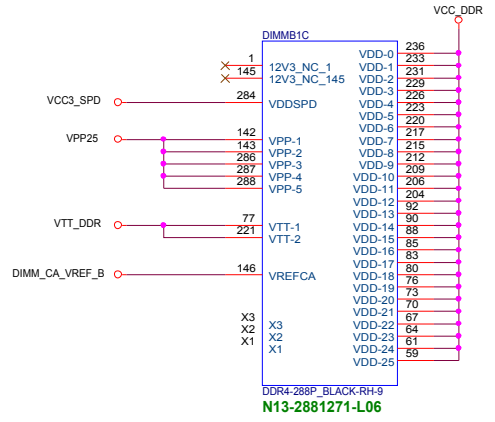 VCC_DDR
DIMMB1C
1 12V3_NC_1
145 12V3_NC_145
VCC3_SPD 284 VDDSPD
VPP25 142 VPP-1
143 VPP-2
286 VPP-3
287 VPP-4
288 VPP-5
VTT_DDR 77 VTT-1
221 VTT-2
DIMM_CA_VREF_B 146 VREFCA
X3 X3
X2 X2
X1 X1
VDD-0 236
VDD-1 233
VDD-2 231
VDD-3 229
VDD-4 226
VDD-5 223
VDD-6 220
VDD-7 217
VDD-8 215
VDD-9 212
VDD-10 209
VDD-11 206
VDD-12 204
VDD-13 92
VDD-14 90
VDD-15 88
VDD-16 85
VDD-17 83
VDD-18 80
VDD-19 76
VDD-20 73
VDD-21 70
VDD-22 67
VDD-23 64
VDD-24 61
VDD-25 59
DDR4-288P_BLACK-RH-9
N13-2881271-L06